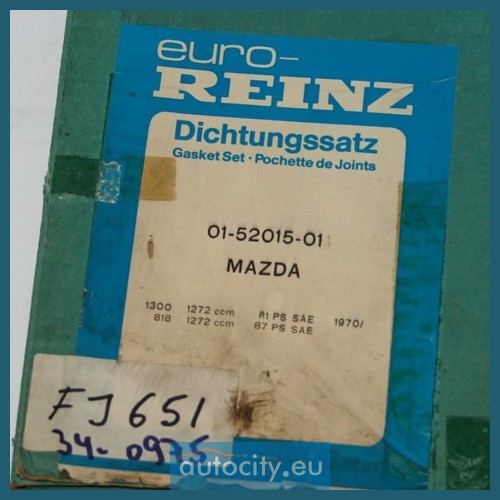 euro-
REINZ
Dichtungssatz
Gasket Set · Pochette de Joints
01-52015-01
MAZDA
1300 1272 ccm 81 PS SAE 1970/
818 1272 ccm 87 PS SAE
FJ 651
34-0975
autocity.eu